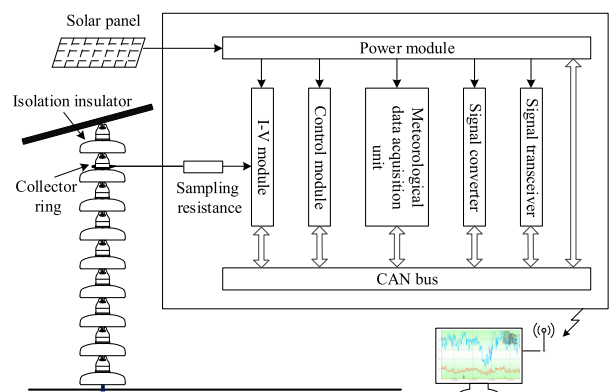 Solar panel
Power module
Isolation insulator
Collector
ring
Sampling
resistance
I-V module
Control module
Meteorological
data acquisition
unit
Signal converter
Signal transceiver
CAN bus